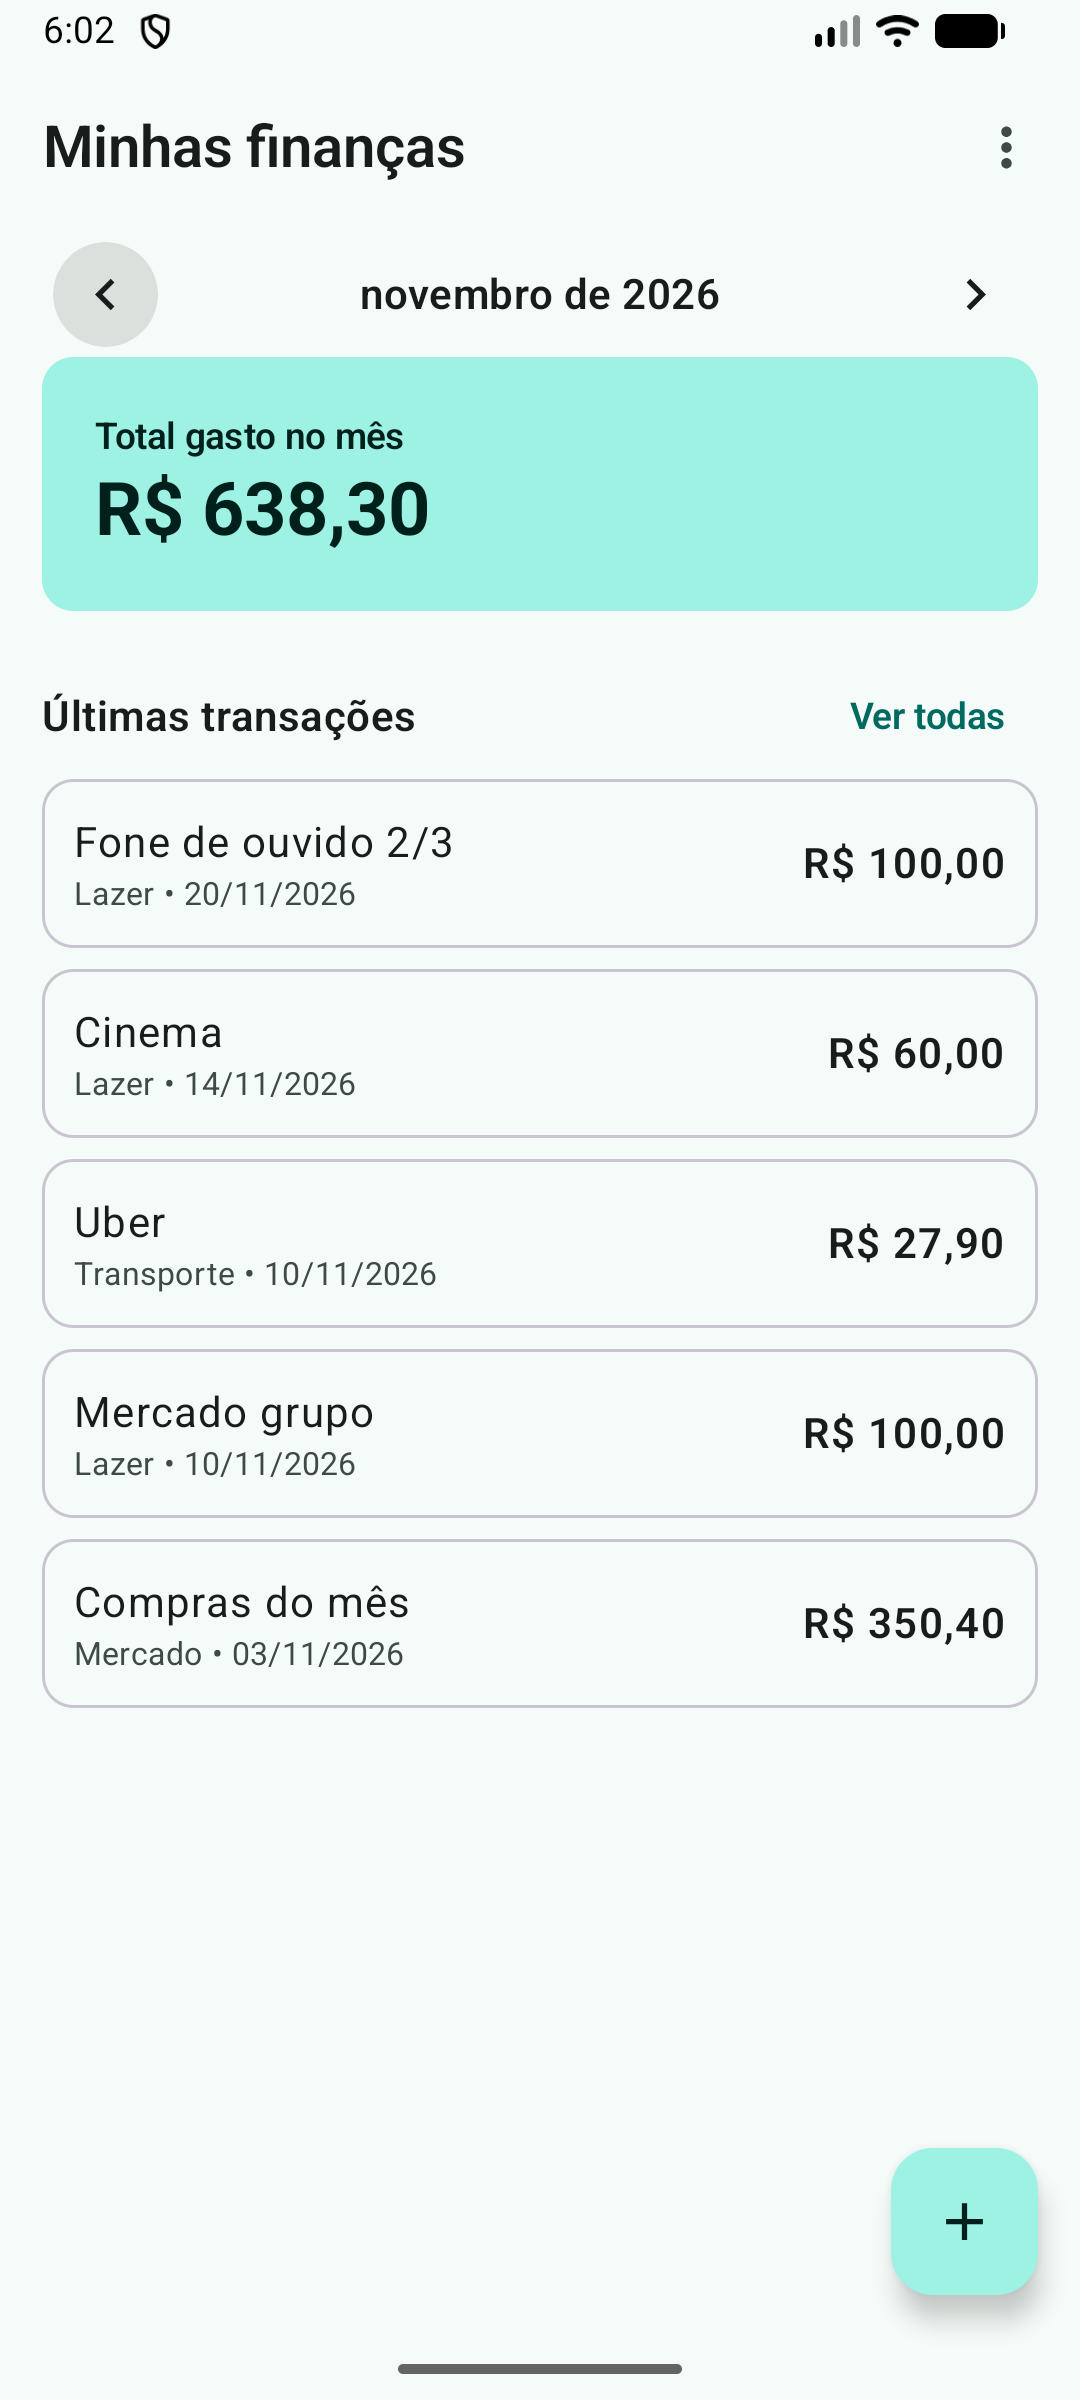 6:02
Minhas finanças
novembro de 2026
Total gasto no mês
R$ 638,30
Últimas transações
Ver todas
Fone de ouvido 2/3
Lazer • 20/11/2026
R$ 100,00
Cinema
Lazer • 14/11/2026
R$ 60,00
Uber
Transporte • 10/11/2026
R$ 27,90
Mercado grupo
Lazer • 10/11/2026
R$ 100,00
Compras do mês
Mercado • 03/11/2026
R$ 350,40